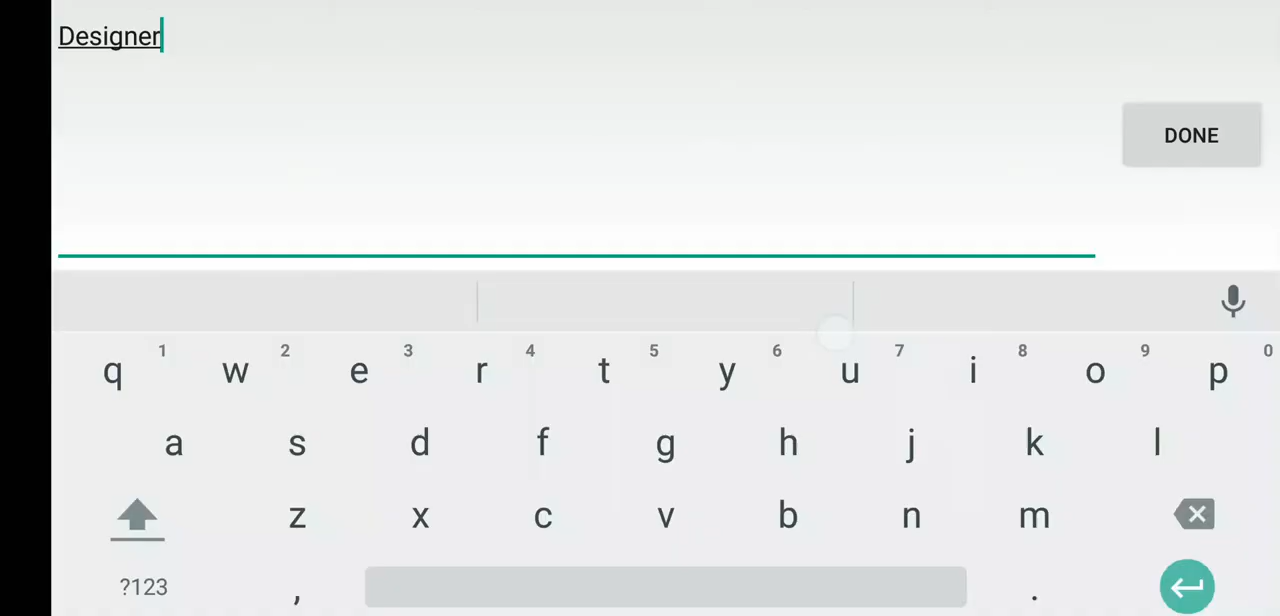 Designer
DONE
q 1 w 2 e 3 r 4 t 5 y 6 u 7 i 8 o 9 p 0
a s d f g h j k l
z x c v b n m
?123 , .